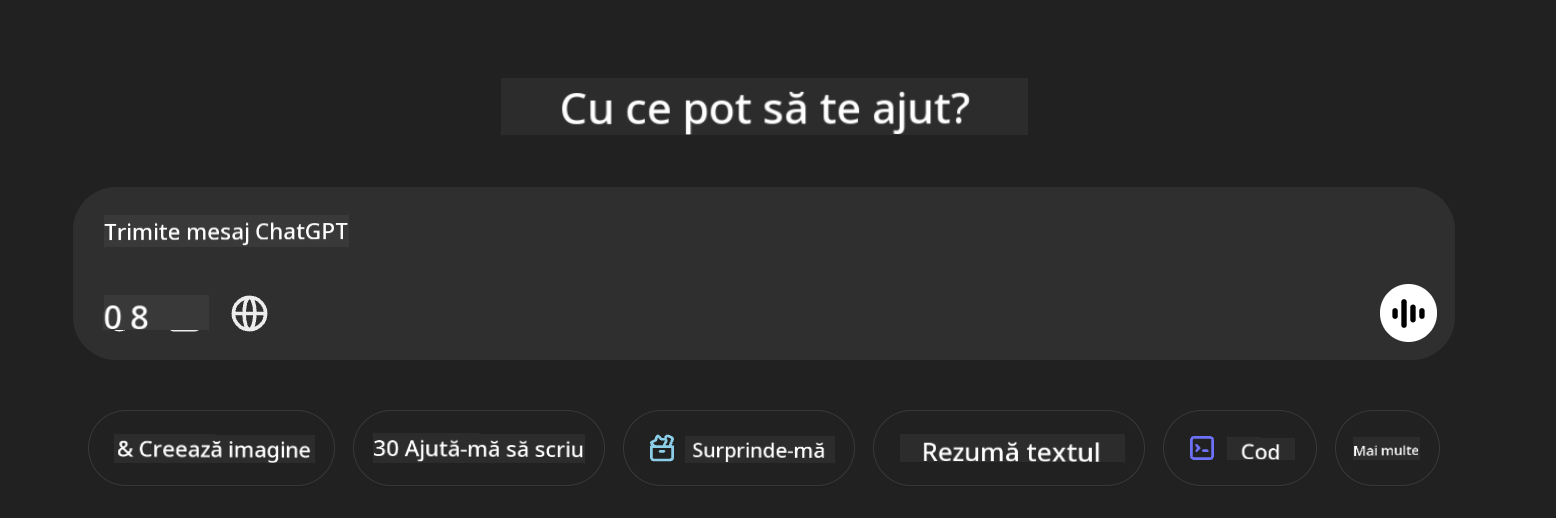 Cu ce pot să te ajut?
Trimite mesaj ChatGPT
0 8
& Creează imagine
30 Ajută-mă să scriu
Surprinde-mă
Rezumă textul
Cod
Mai multe